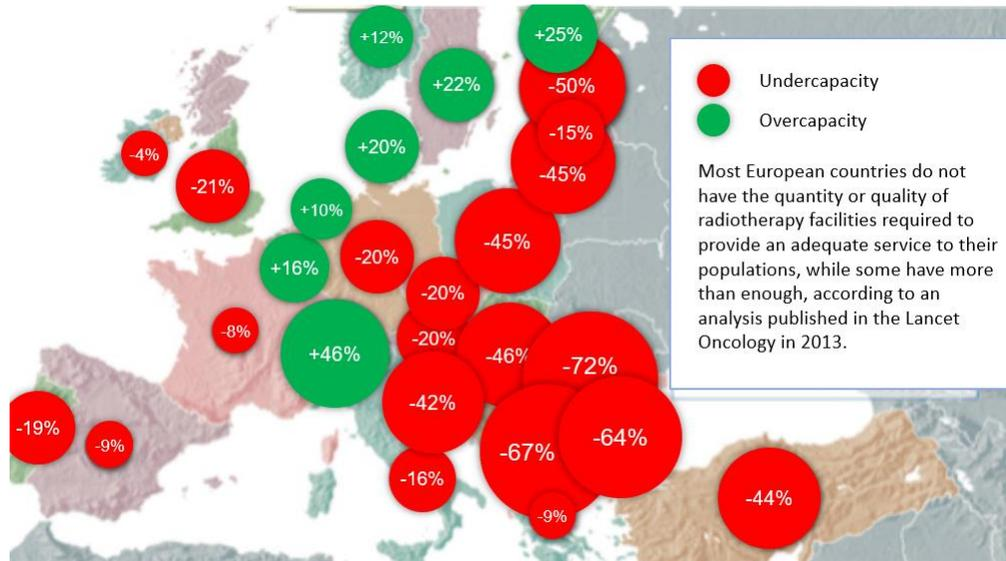 +12%
+25%
+22%
-50%
-4%
+20%
-15%
-21%
-45%
+10%
-20%
-45%
+16%
-20%
-8%
-20%
+46%
-46%
-72%
-42%
-19%
-9%
-67%
-64%
-16%
-9%
-44%
Undercapacity
Overcapacity
Most European countries do not
have the quantity or quality of
radiotherapy facilities required to
provide an adequate service to their
populations, while some have more
than enough, according to an
analysis published in the Lancet
Oncology in 2013.